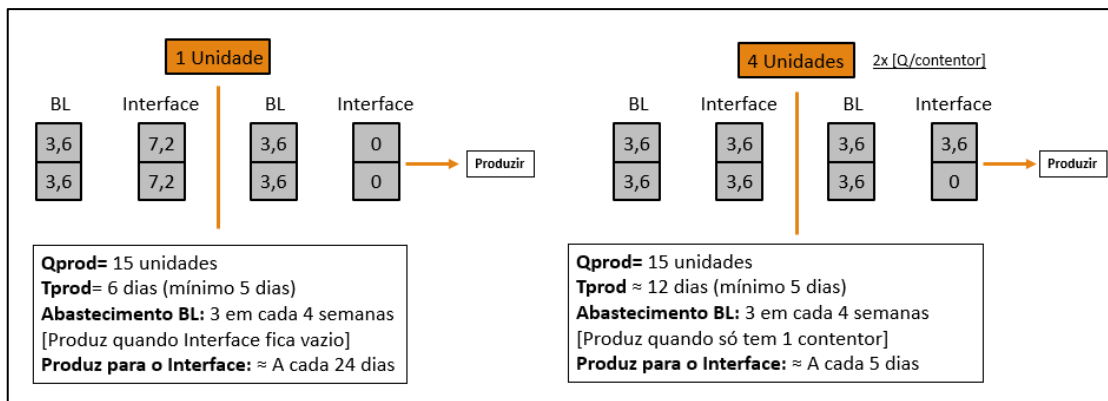 1 Unidade
BL Interface BL Interface
3,6 7,2 3,6 0
3,6 7,2 3,6 0
Produzir
Qprod= 15 unidades
Tprod= 6 dias (mínimo 5 dias)
Abastecimento BL: 3 em cada 4 semanas
[Produz quando Interface fica vazio]
Produz para o Interface: ≈ A cada 24 dias
4 Unidades 2x [Q/contentor]
BL Interface BL Interface
3,6 3,6 3,6 3,6
3,6 3,6 3,6 0
Produzir
Qprod= 15 unidades
Tprod ≈ 12 dias (mínimo 5 dias)
Abastecimento BL: 3 em cada 4 semanas
[Produz quando só tem 1 contentor]
Produz para o Interface: ≈ A cada 5 dias